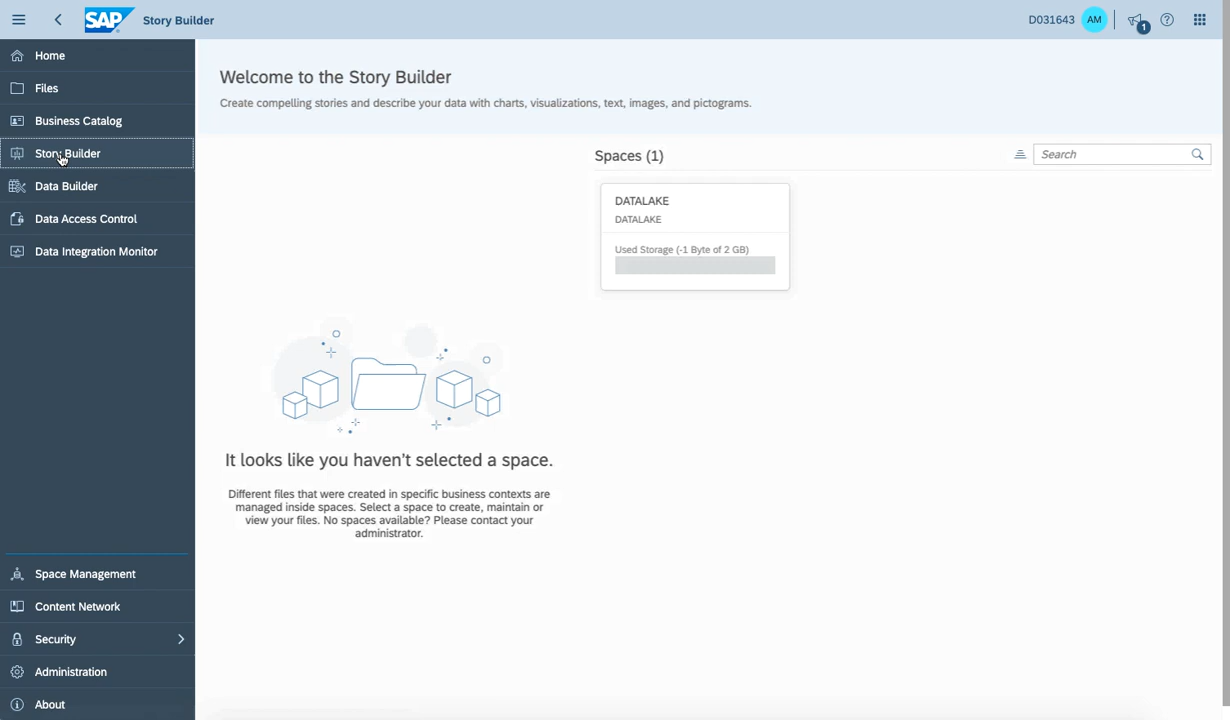 SAP Story Builder
D031643 AM 1
Home
Files
Business Catalog
Story Builder
Data Builder
Data Access Control
Data Integration Monitor
Space Management
Content Network
Security
Administration
About
Welcome to the Story Builder
Create compelling stories and describe your data with charts, visualizations, text, images, and pictograms.
It looks like you haven't selected a space.
Different files that were created in specific business contexts are
managed inside spaces. Select a space to create, maintain or
view your files. No spaces available? Please contact your
administrator.
Spaces (1)
Search
DATALAKE
DATALAKE
Used Storage (-1 Byte of 2 GB)